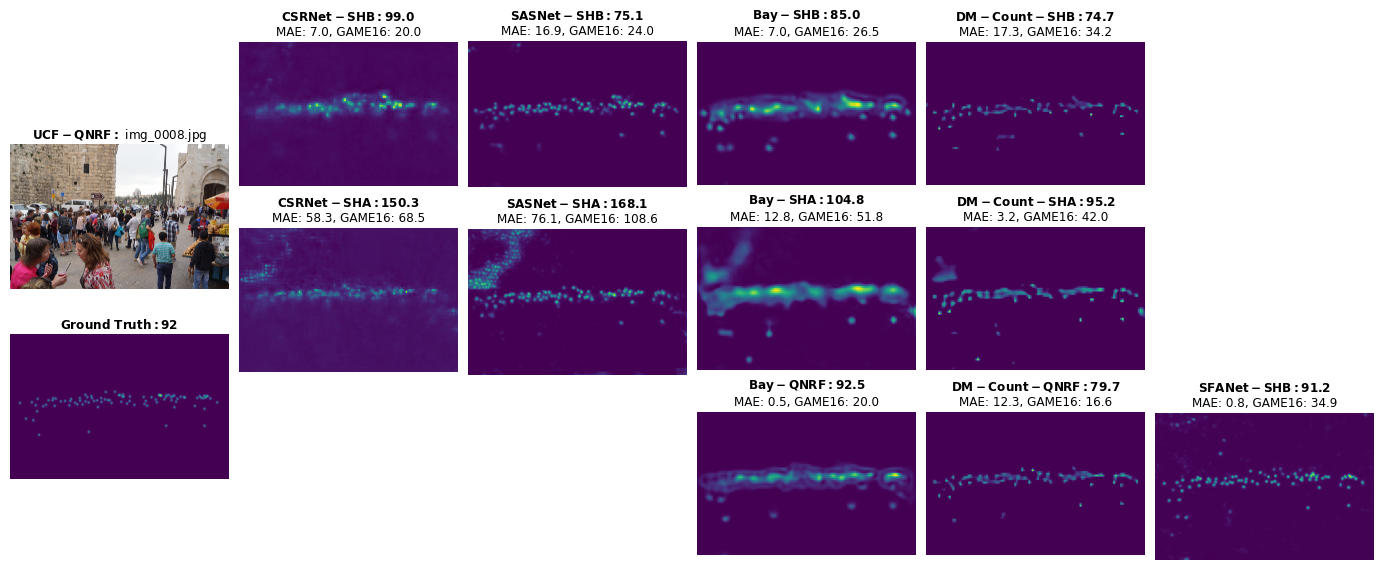 UCF−QNRF: img_0008.jpg
Ground Truth: 92
CSRNet−SHB: 99.0
MAE: 7.0, GAME16: 20.0
SASNet−SHB: 75.1
MAE: 16.9, GAME16: 24.0
Bay−SHB: 85.0
MAE: 7.0, GAME16: 26.5
DM−Count−SHB: 74.7
MAE: 17.3, GAME16: 34.2
CSRNet−SHA: 150.3
MAE: 58.3, GAME16: 68.5
SASNet−SHA: 168.1
MAE: 76.1, GAME16: 108.6
Bay−SHA: 104.8
MAE: 12.8, GAME16: 51.8
DM−Count−SHA: 95.2
MAE: 3.2, GAME16: 42.0
Bay−QNRF: 92.5
MAE: 0.5, GAME16: 20.0
DM−Count−QNRF: 79.7
MAE: 12.3, GAME16: 16.6
SFANet−SHB: 91.2
MAE: 0.8, GAME16: 34.9